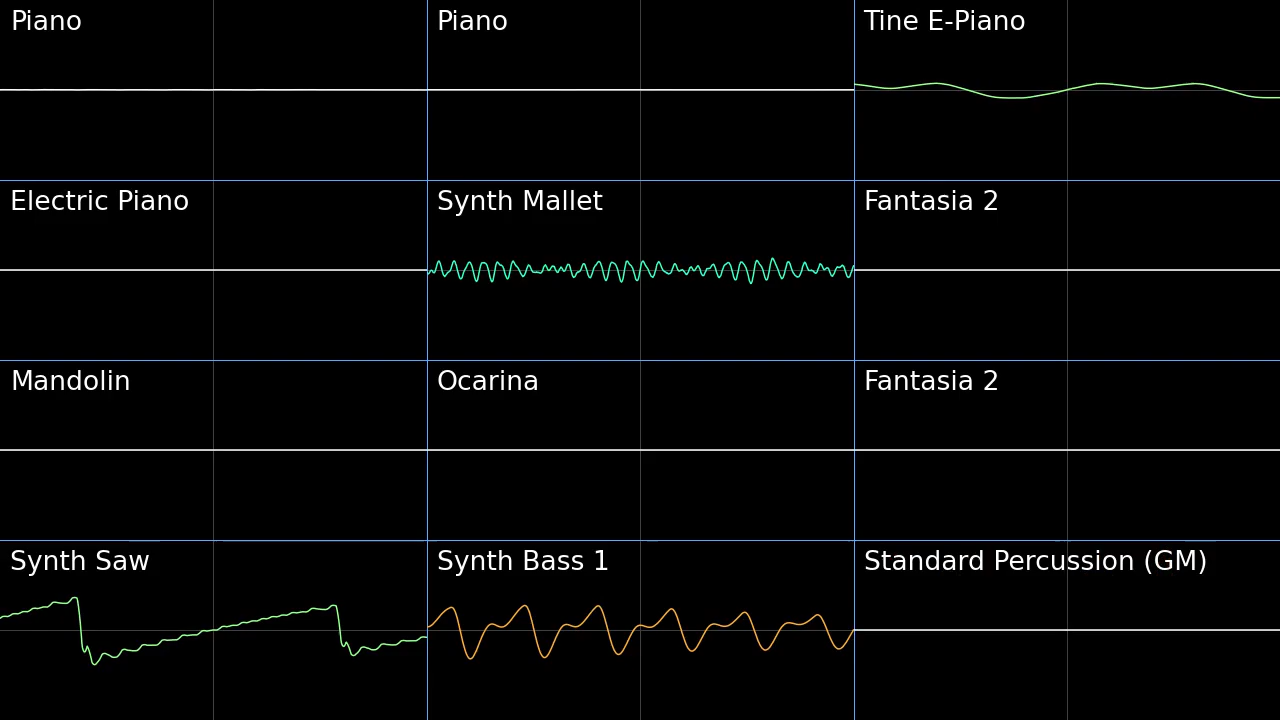 Piano
Piano
Tine E-Piano
Electric Piano
Synth Mallet
Fantasia 2
Mandolin
Ocarina
Fantasia 2
Synth Saw
Synth Bass 1
Standard Percussion (GM)